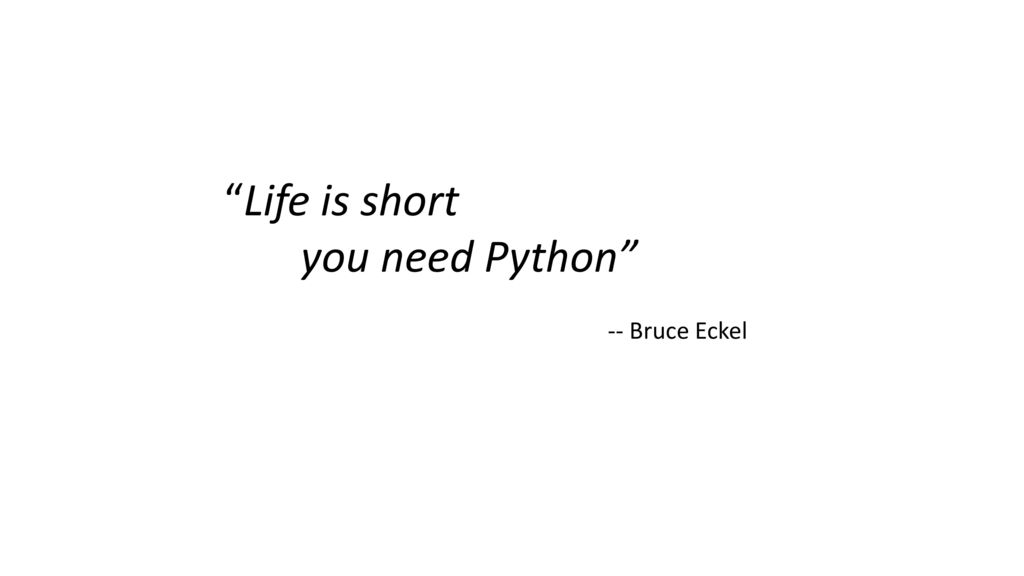 “Life is short
you need Python”
-- Bruce Eckel